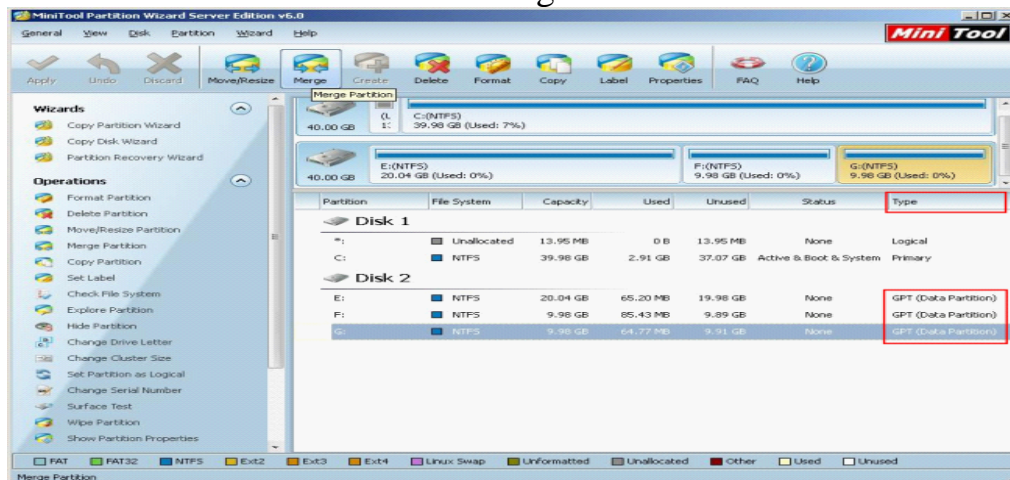 MiniTool Partition Wizard Server Edition v6.0
General View Disk Partition Wizard Help
Mini Tool
Apply Undo Discard Move/Resize Merge Create Delete Format Copy Label Properties FAQ Help
Merge Partition
Wizards
Copy Partition Wizard
Copy Disk Wizard
Partition Recovery Wizard
Operations
Format Partition
Delete Partition
Move/Resize Partition
Merge Partition
Copy Partition
Set Label
Check File System
Explore Partition
Hide Partition
Change Drive Letter
Change Cluster Size
Set Partition as Logical
Change Serial Number
Surface Test
Wipe Partition
Show Partition Properties
(L C:(NTFS)
40.00 GB 1: 39.98 GB (Used: 7%)
E:(NTFS) F:(NTFS) G:(NTFS)
40.00 GB 20.04 GB (Used: 0%) 9.98 GB (Used: 0%) 9.98 GB (Used: 0%)
Partition File System Capacity Used Unused Status Type
Disk 1
*: Unallocated 13.95 MB 0 B 13.95 MB None Logical
C: NTFS 39.98 GB 2.91 GB 37.07 GB Active & Boot & System Primary
Disk 2
E: NTFS 20.04 GB 65.20 MB 19.98 GB None GPT (Data Partition)
F: NTFS 9.98 GB 85.43 MB 9.89 GB None GPT (Data Partition)
G: NTFS 9.98 GB 64.77 MB 9.91 GB None GPT (Data Partition)
FAT FAT32 NTFS Ext2 Ext3 Ext4 Linux Swap Unformatted Unallocated Other Used Unused
Merge Partition